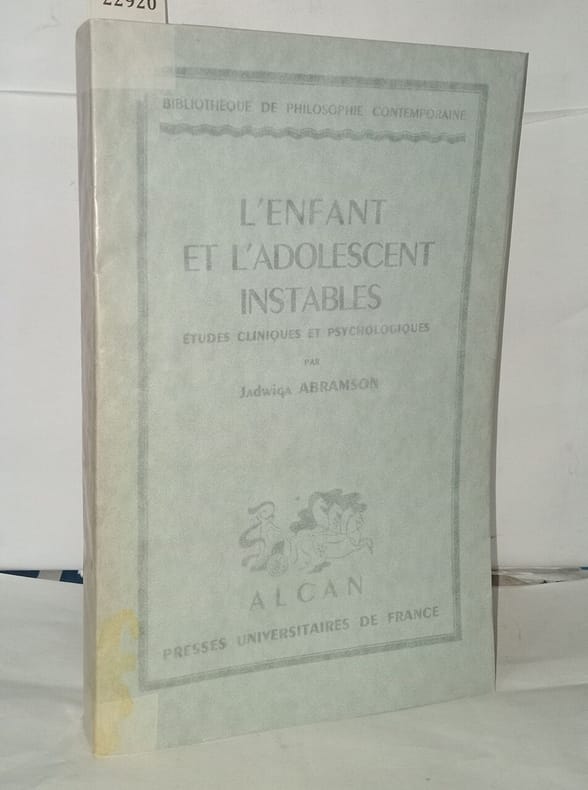 22920
BIBLIOTHÈQUE DE PHILOSOPHIE CONTEMPORAINE
L'ENFANT
ET L'ADOLESCENT
INSTABLES
ÉTUDES CLINIQUES ET PSYCHOLOGIQUES
PAR
Jadwiga ABRAMSON
ALCAN
PRESSES UNIVERSITAIRES DE FRANCE